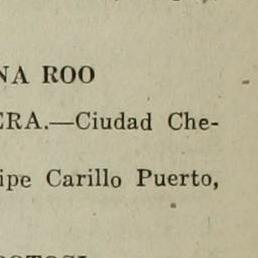 NA ROO
ERA.—Ciudad Che-
ipe Carillo Puerto,